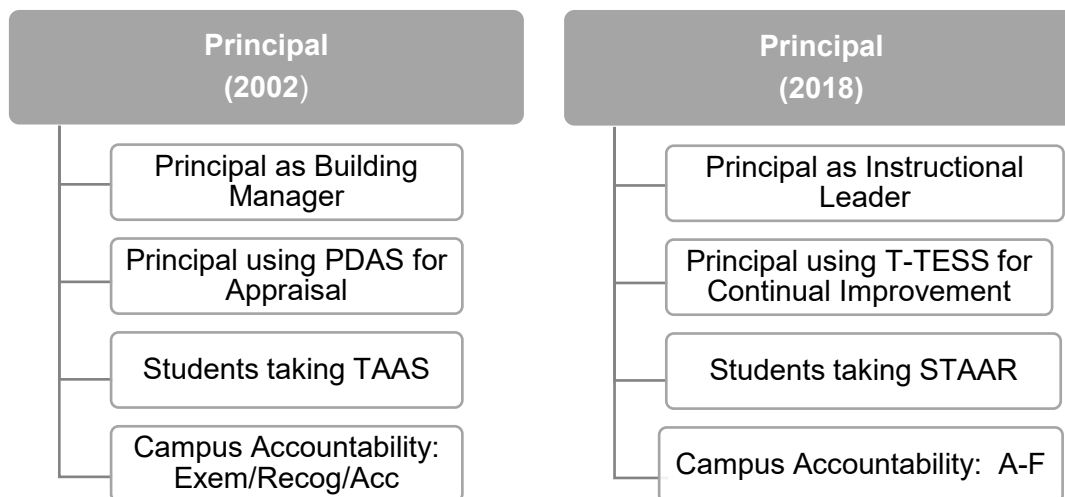 Principal
(2002)
Principal as Building
Manager
Principal using PDAS for
Appraisal
Students taking TAAS
Campus Accountability:
Exem/Recog/Acc
Principal
(2018)
Principal as Instructional
Leader
Principal using T-TESS for
Continual Improvement
Students taking STAAR
Campus Accountability:  A-F